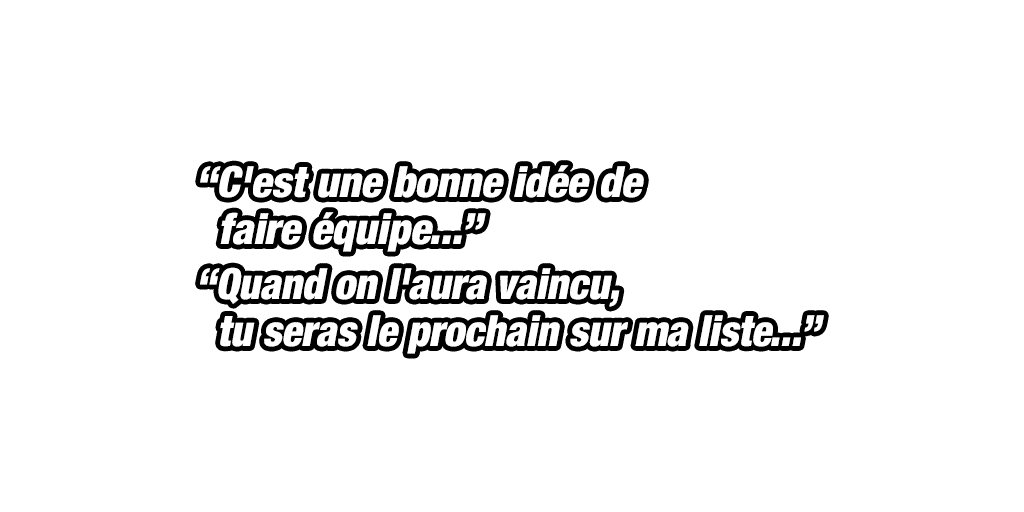 “C'est une bonne idée de
faire équipe...”
“Quand on l'aura vaincu,
tu seras le prochain sur ma liste...”